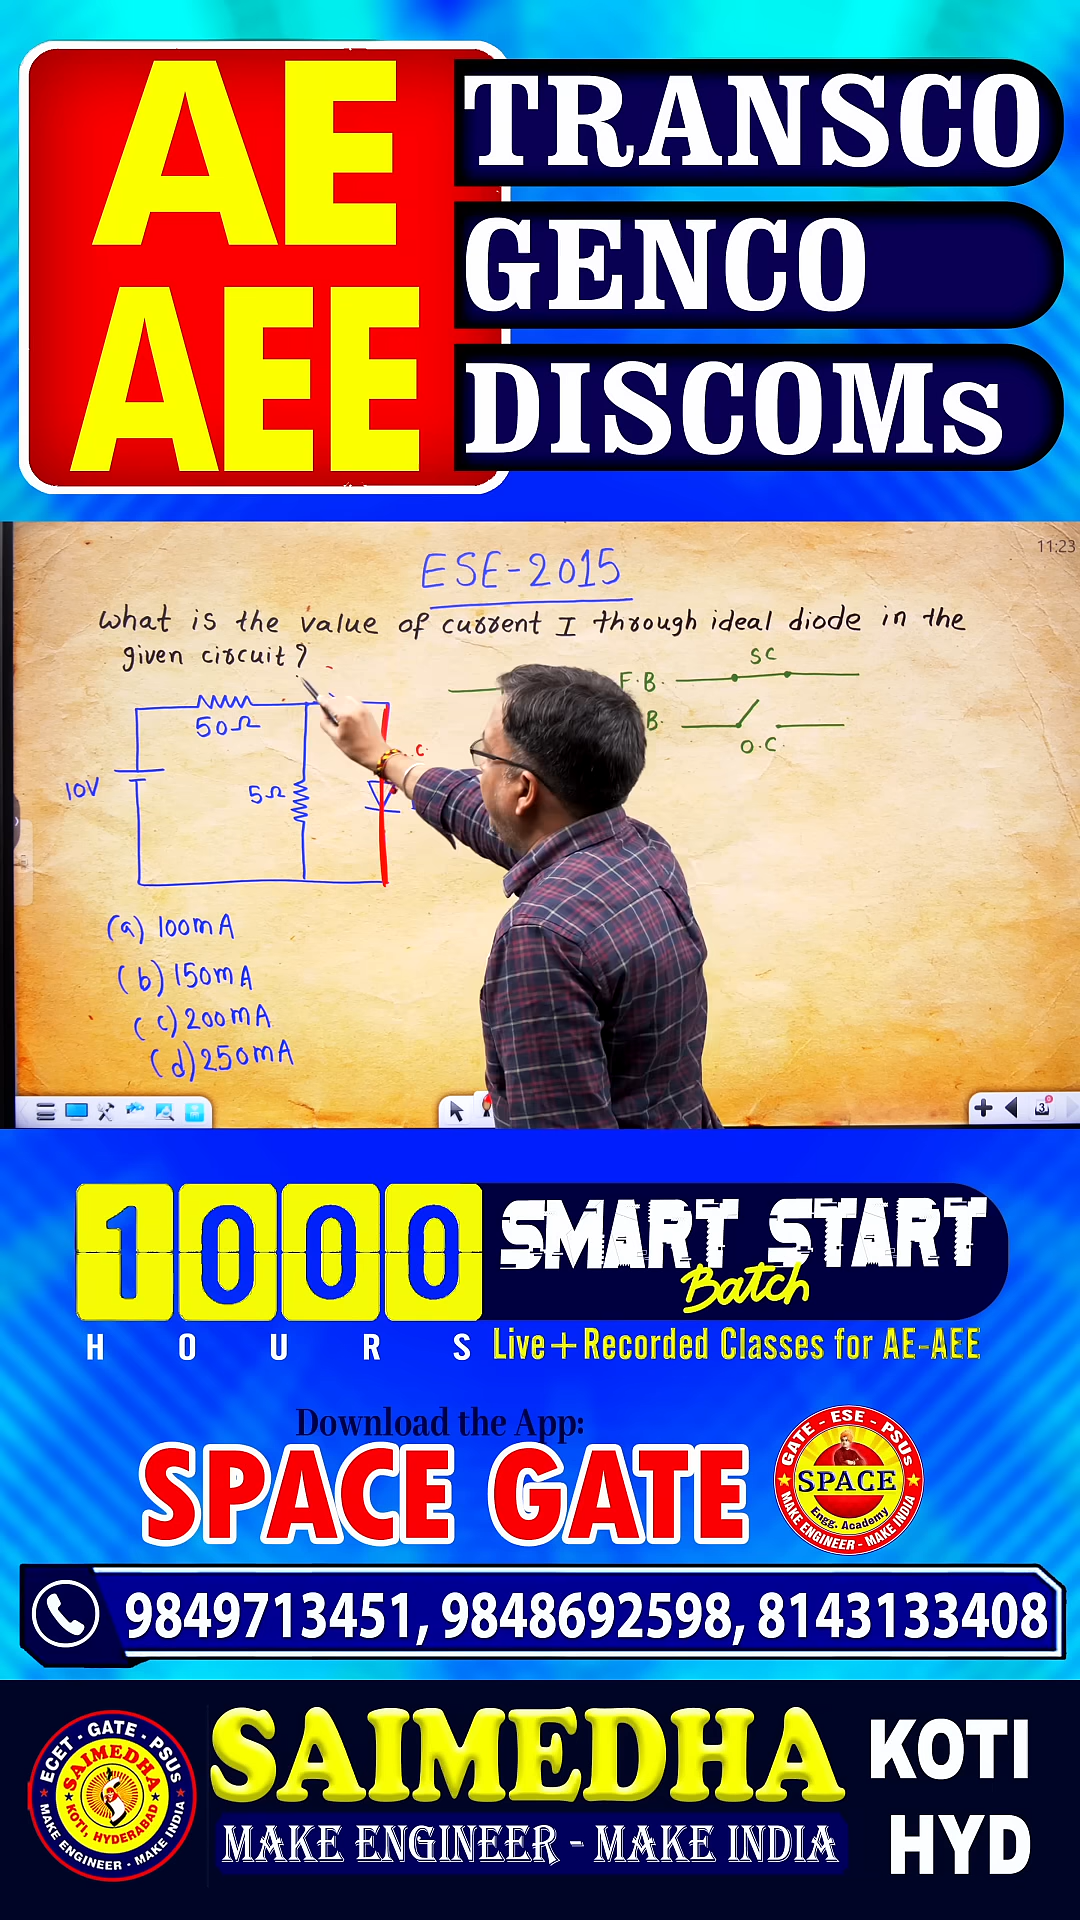 AE
AEE
TRANSCO
GENCO
DISCOMs
11:23
ESE-2015
What is the value of current I through ideal diode in the
given circuit?
F.B.
SC
B.
O.C.
50Ω
10V
5Ω
.c.
(a) 100mA
(b) 150mA
(c) 200mA
(d) 250mA
3
1000
HOURS
SMART START
Batch
Live+Recorded Classes for AE-AEE
Download the App:
SPACE GATE
GATE - ESE - PSUs
SPACE
Engg. Academy
MAKE ENGINEER - MAKE INDIA
9849713451, 9848692598, 8143133408
ECET - GATE - PSUs
SAIMEDHA
KOTI, HYDERABAD
MAKE ENGINEER - MAKE INDIA
SAIMEDHA
MAKE ENGINEER - MAKE INDIA
KOTI
HYD